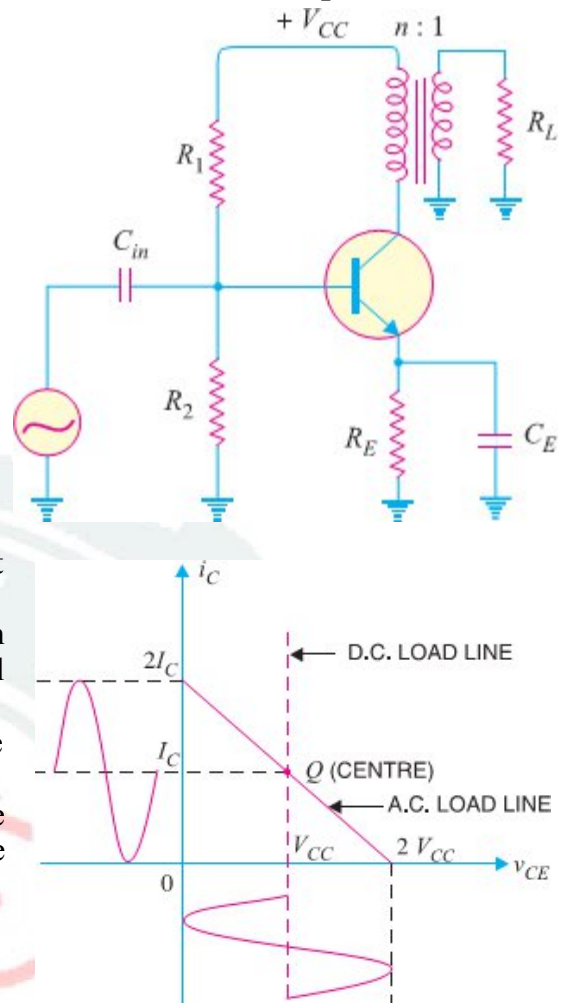 + V_CC
n : 1
R_1
R_L
C_in
R_2
R_E
C_E
t
n
l
e
e
e
i_C
2I_C
D.C. LOAD LINE
I_C
Q (CENTRE)
A.C. LOAD LINE
V_CC
2 V_CC
v_CE
0